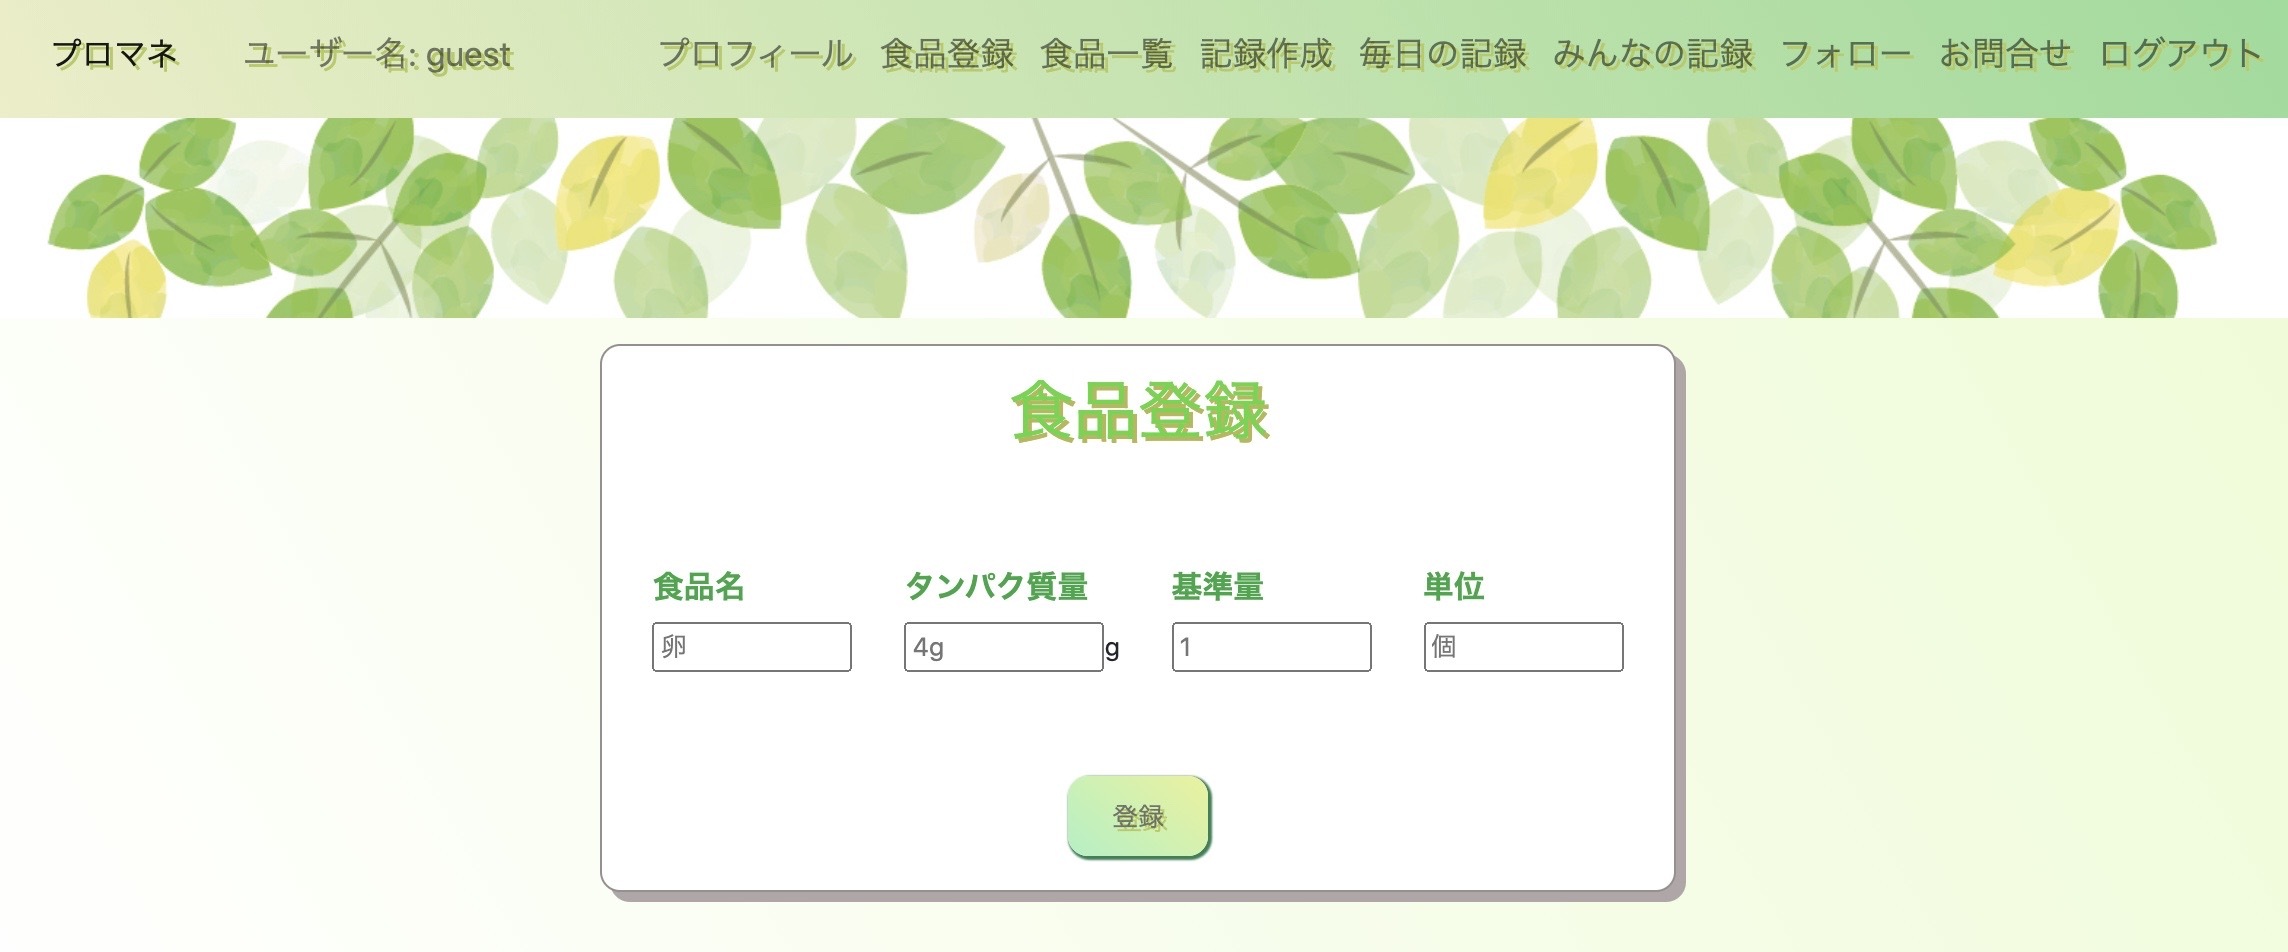 プロマネ ユーザー名: guest プロフィール 食品登録 食品一覧 記録作成 毎日の記録 みんなの記録 フォロー お問合せ ログアウト
食品登録
食品名 タンパク質量 基準量 単位
卵 4g g 1 個
登録